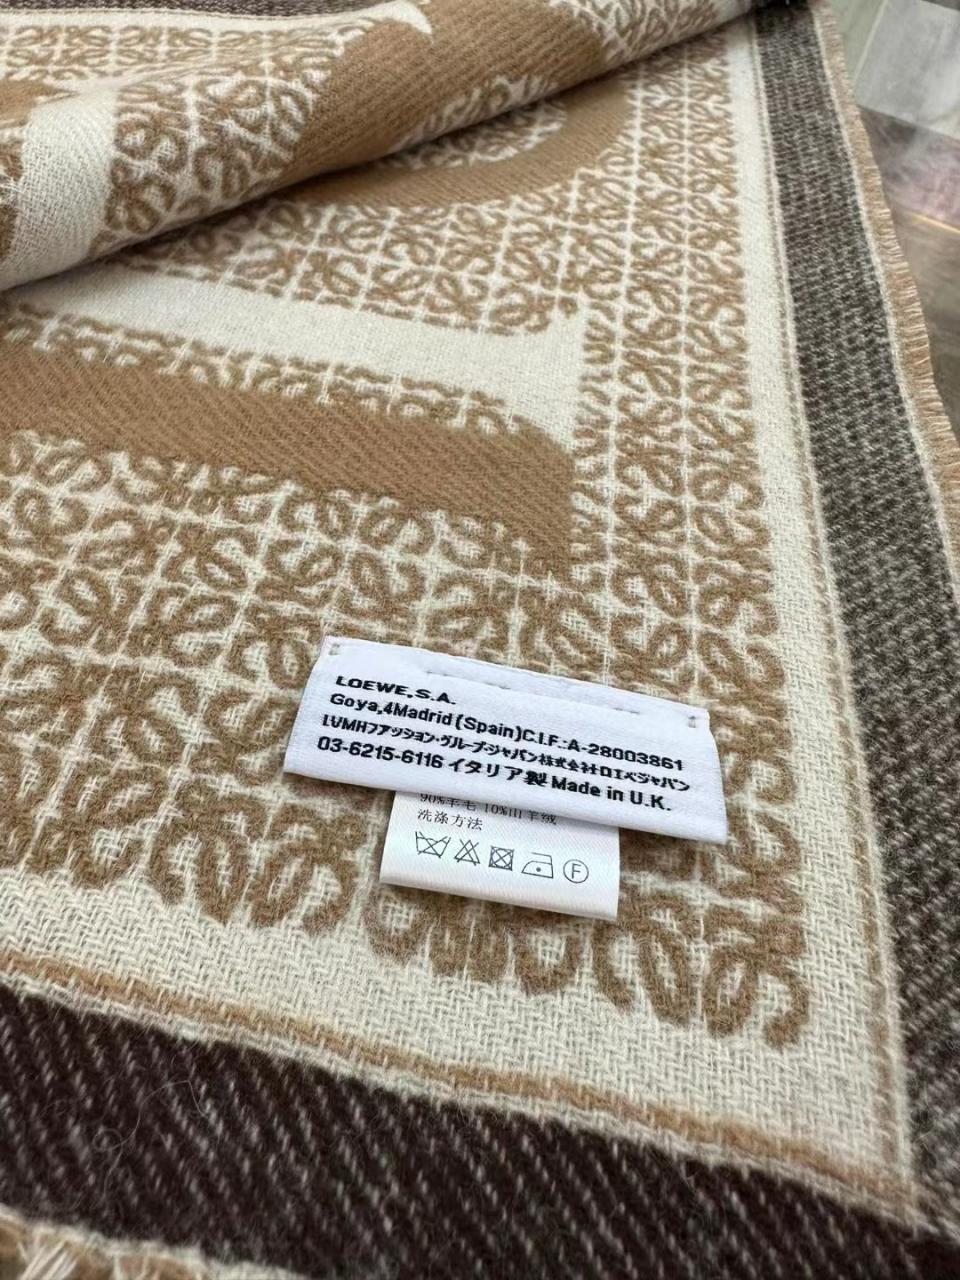 LOEWE,S.A.
Goya,4Madrid(Spain)C.I.F.:A-28003861
LVMHファッション・グループ・ジャパン株式会社ロエベジャパン
03-6215-6116 イタリア製 Made in U.K.
90%羊毛 10%山羊绒
洗涤方法
F